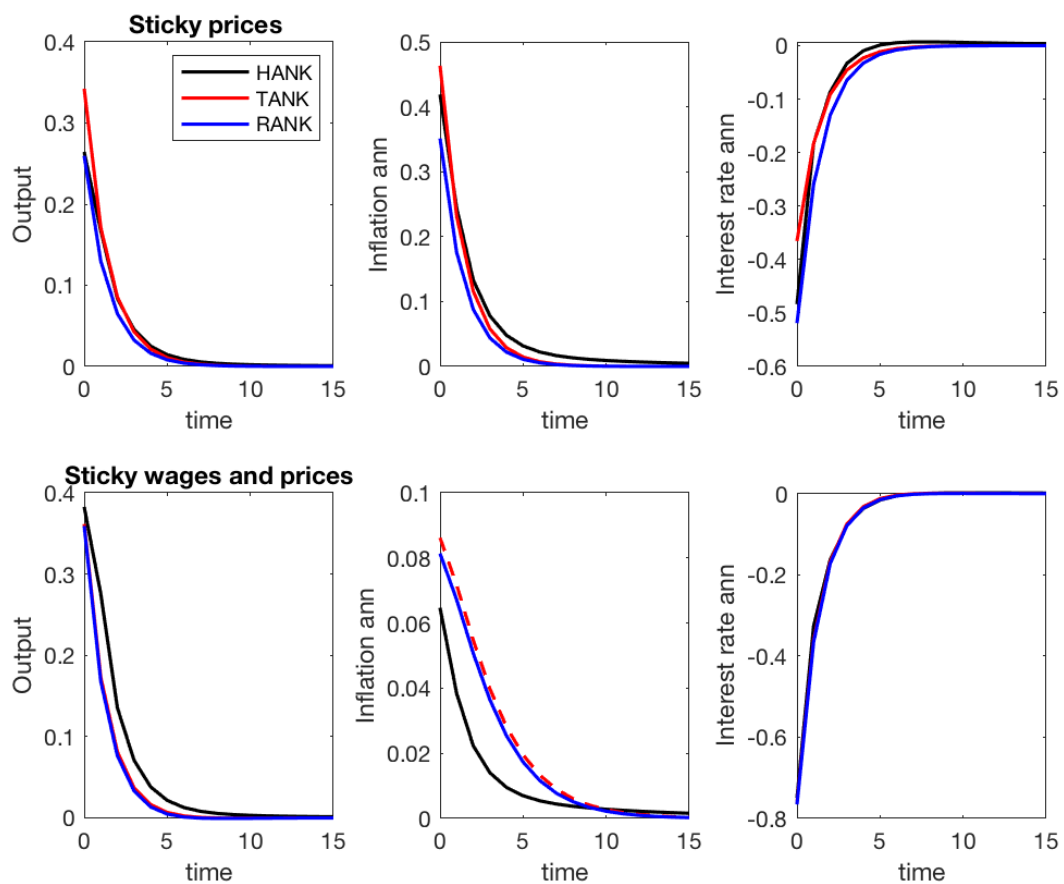 Sticky prices
0.4
0.3
0.2
0.1
0
Output
0 5 10 15
time
HANK
TANK
RANK
0.5
0.4
0.3
0.2
0.1
0
Inflation ann
0 5 10 15
time
0
-0.1
-0.2
-0.3
-0.4
-0.5
-0.6
Interest rate ann
0 5 10 15
time
Sticky wages and prices
0.4
0.3
0.2
0.1
0
Output
0 5 10 15
time
0.1
0.08
0.06
0.04
0.02
0
Inflation ann
0 5 10 15
time
0
-0.2
-0.4
-0.6
-0.8
Interest rate ann
0 5 10 15
time